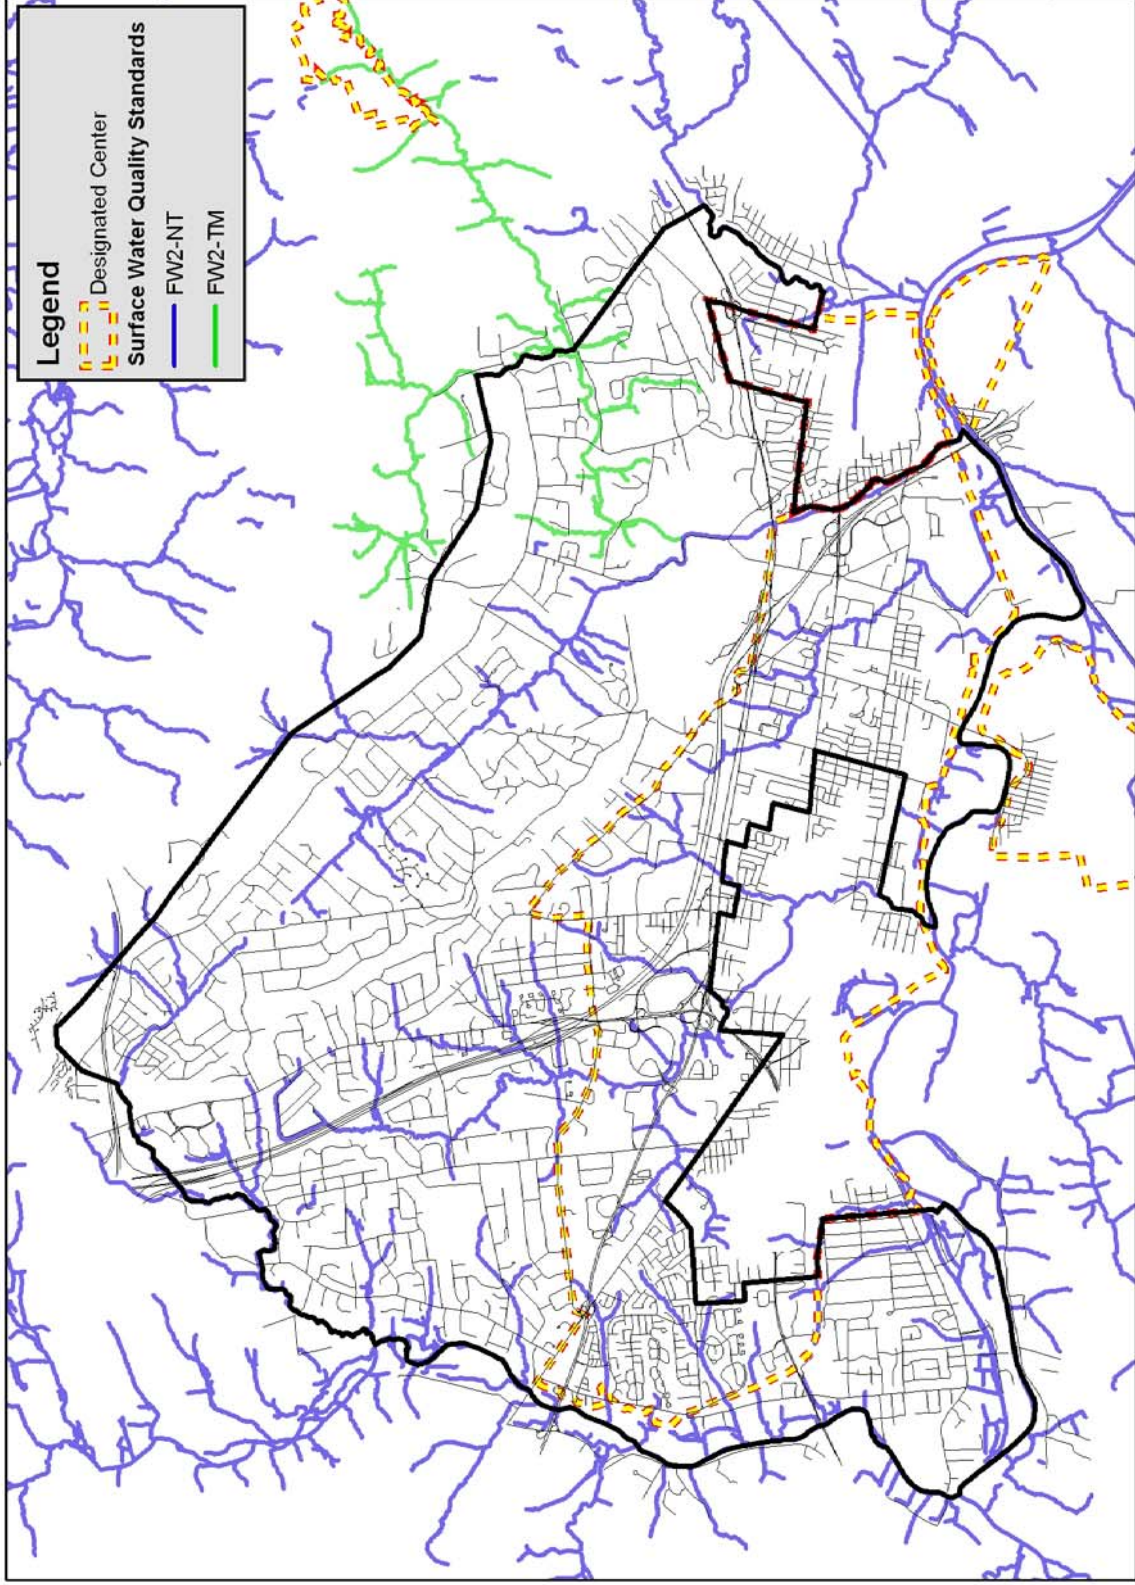 Legend
Designated Center
Surface Water Quality Standards
FW2-NT
FW2-TM